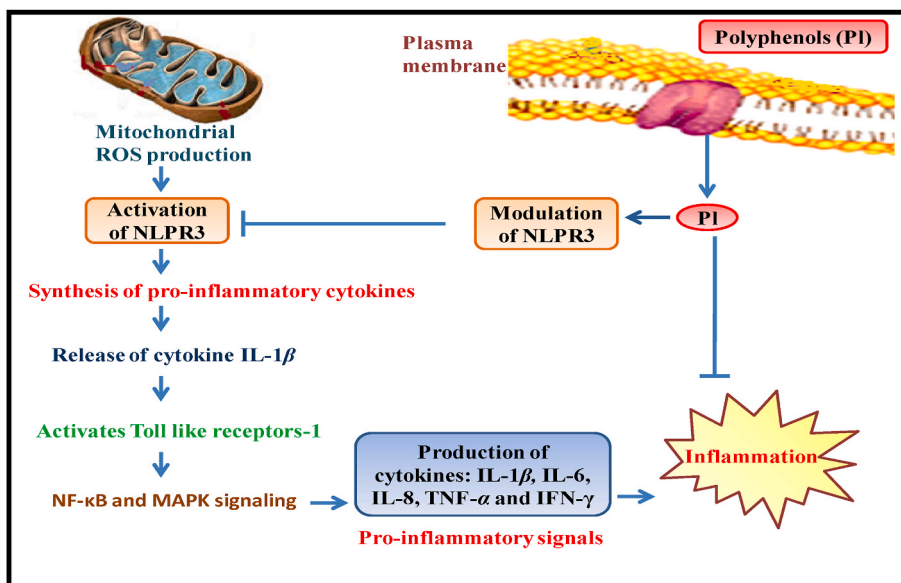 Plasma
membrane
Polyphenols (Pl)
Mitochondrial
ROS production
Activation
of NLPR3
Modulation
of NLPR3
Pl
Synthesis of pro-inflammatory cytokines
Release of cytokine IL-1β
Activates Toll like receptors-1
NF-κB and MAPK signaling
Production of
cytokines: IL-1β, IL-6,
IL-8, TNF-α and IFN-γ
Pro-inflammatory signals
Inflammation